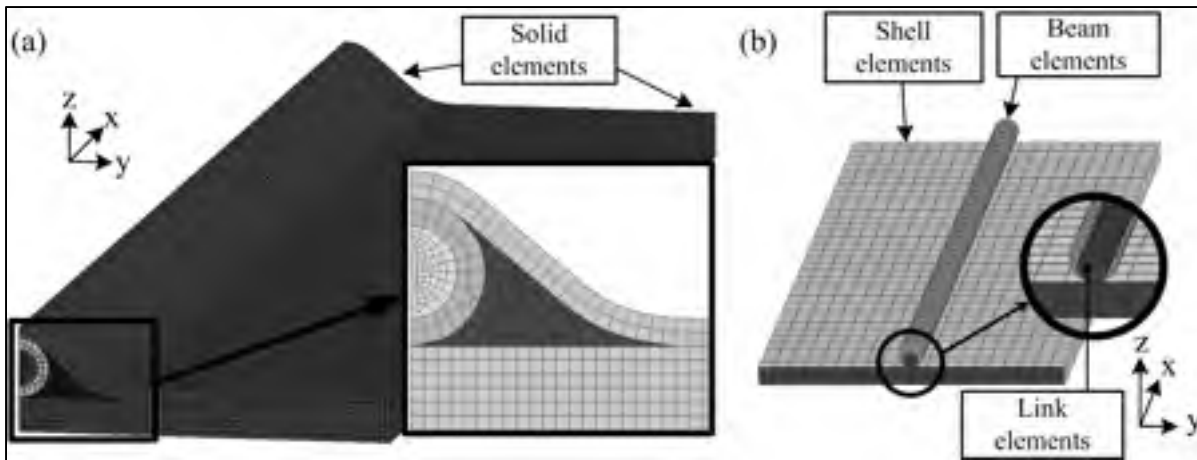 (a)
Solid
elements
z
x
y
(b)
Shell
elements
Beam
elements
Link
elements
z
x
y